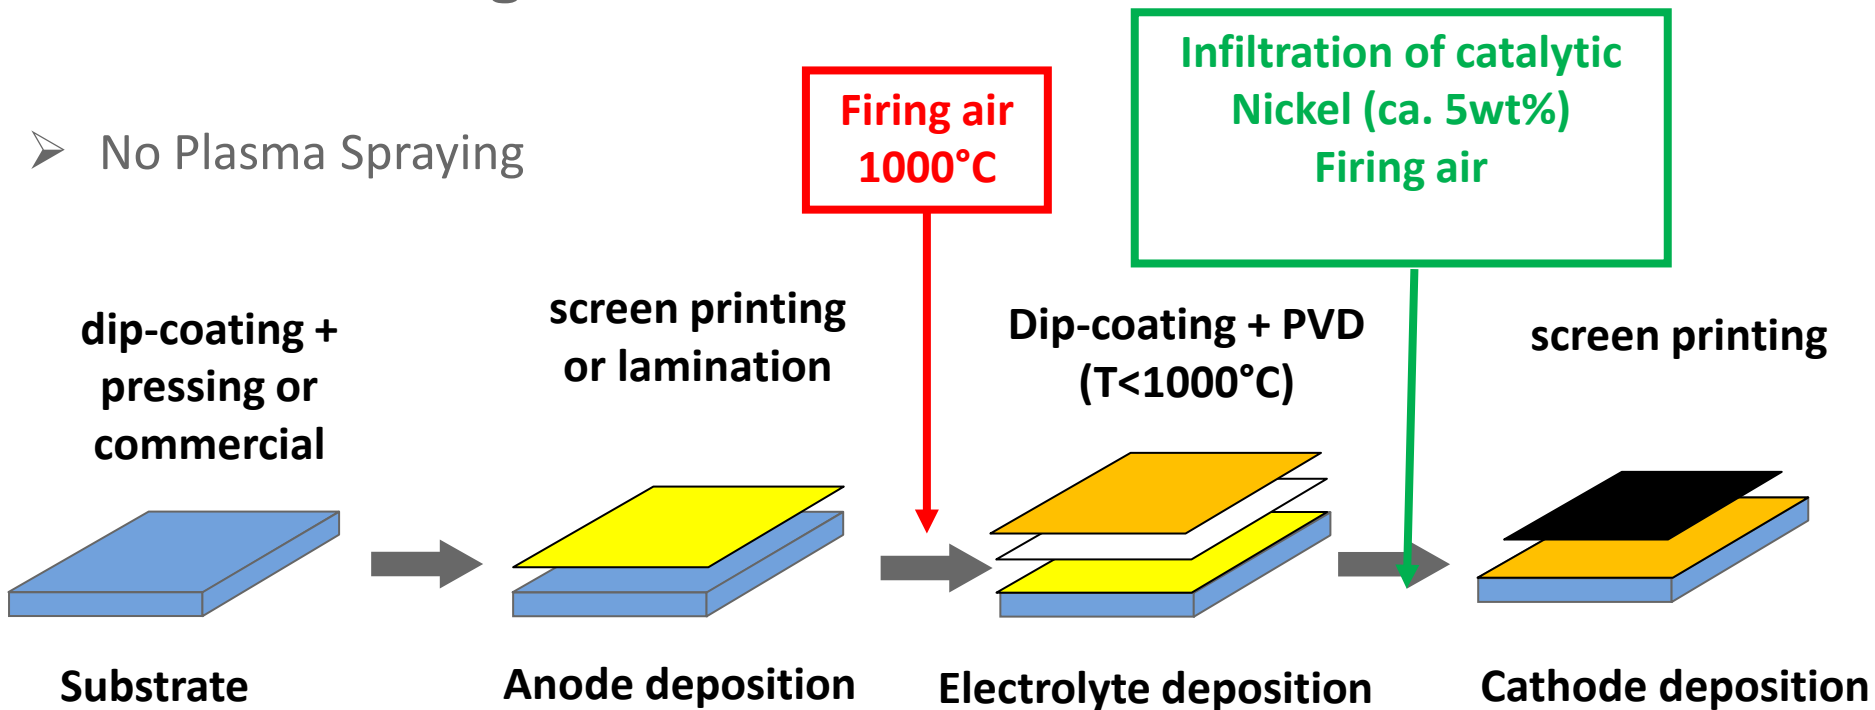 ➢ No Plasma Spraying
Firing air
1000°C
Infiltration of catalytic
Nickel (ca. 5wt%)
Firing air
dip-coating +
pressing or
commercial
screen printing
or lamination
Dip-coating + PVD
(T<1000°C)
screen printing
Substrate
Anode deposition
Electrolyte deposition
Cathode deposition